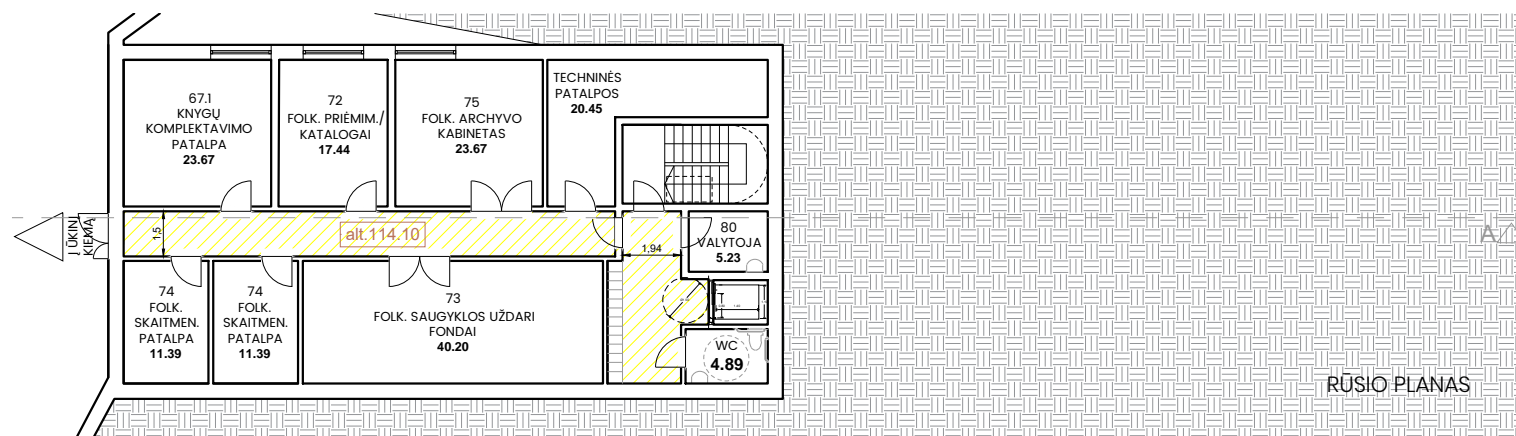 67.1
KNYGŲ
KOMPLEKTAVIMO
PATALPA
23.67
72
FOLK. PRIĖMIM./
KATALOGAI
17.44
75
FOLK. ARCHYVO
KABINETAS
23.67
TECHNINĖS
PATALPOS
20.45
Į ŪKINĮ
KIEMĄ
1,5
alt.114.10
1,94
80
VALYTOJA
5.23
74
FOLK.
SKAITMEN.
PATALPA
11.39
74
FOLK.
SKAITMEN.
PATALPA
11.39
73
FOLK. SAUGYKLOS UŽDARI
FONDAI
40.20
WC
4.89
A
RŪSIO PLANAS